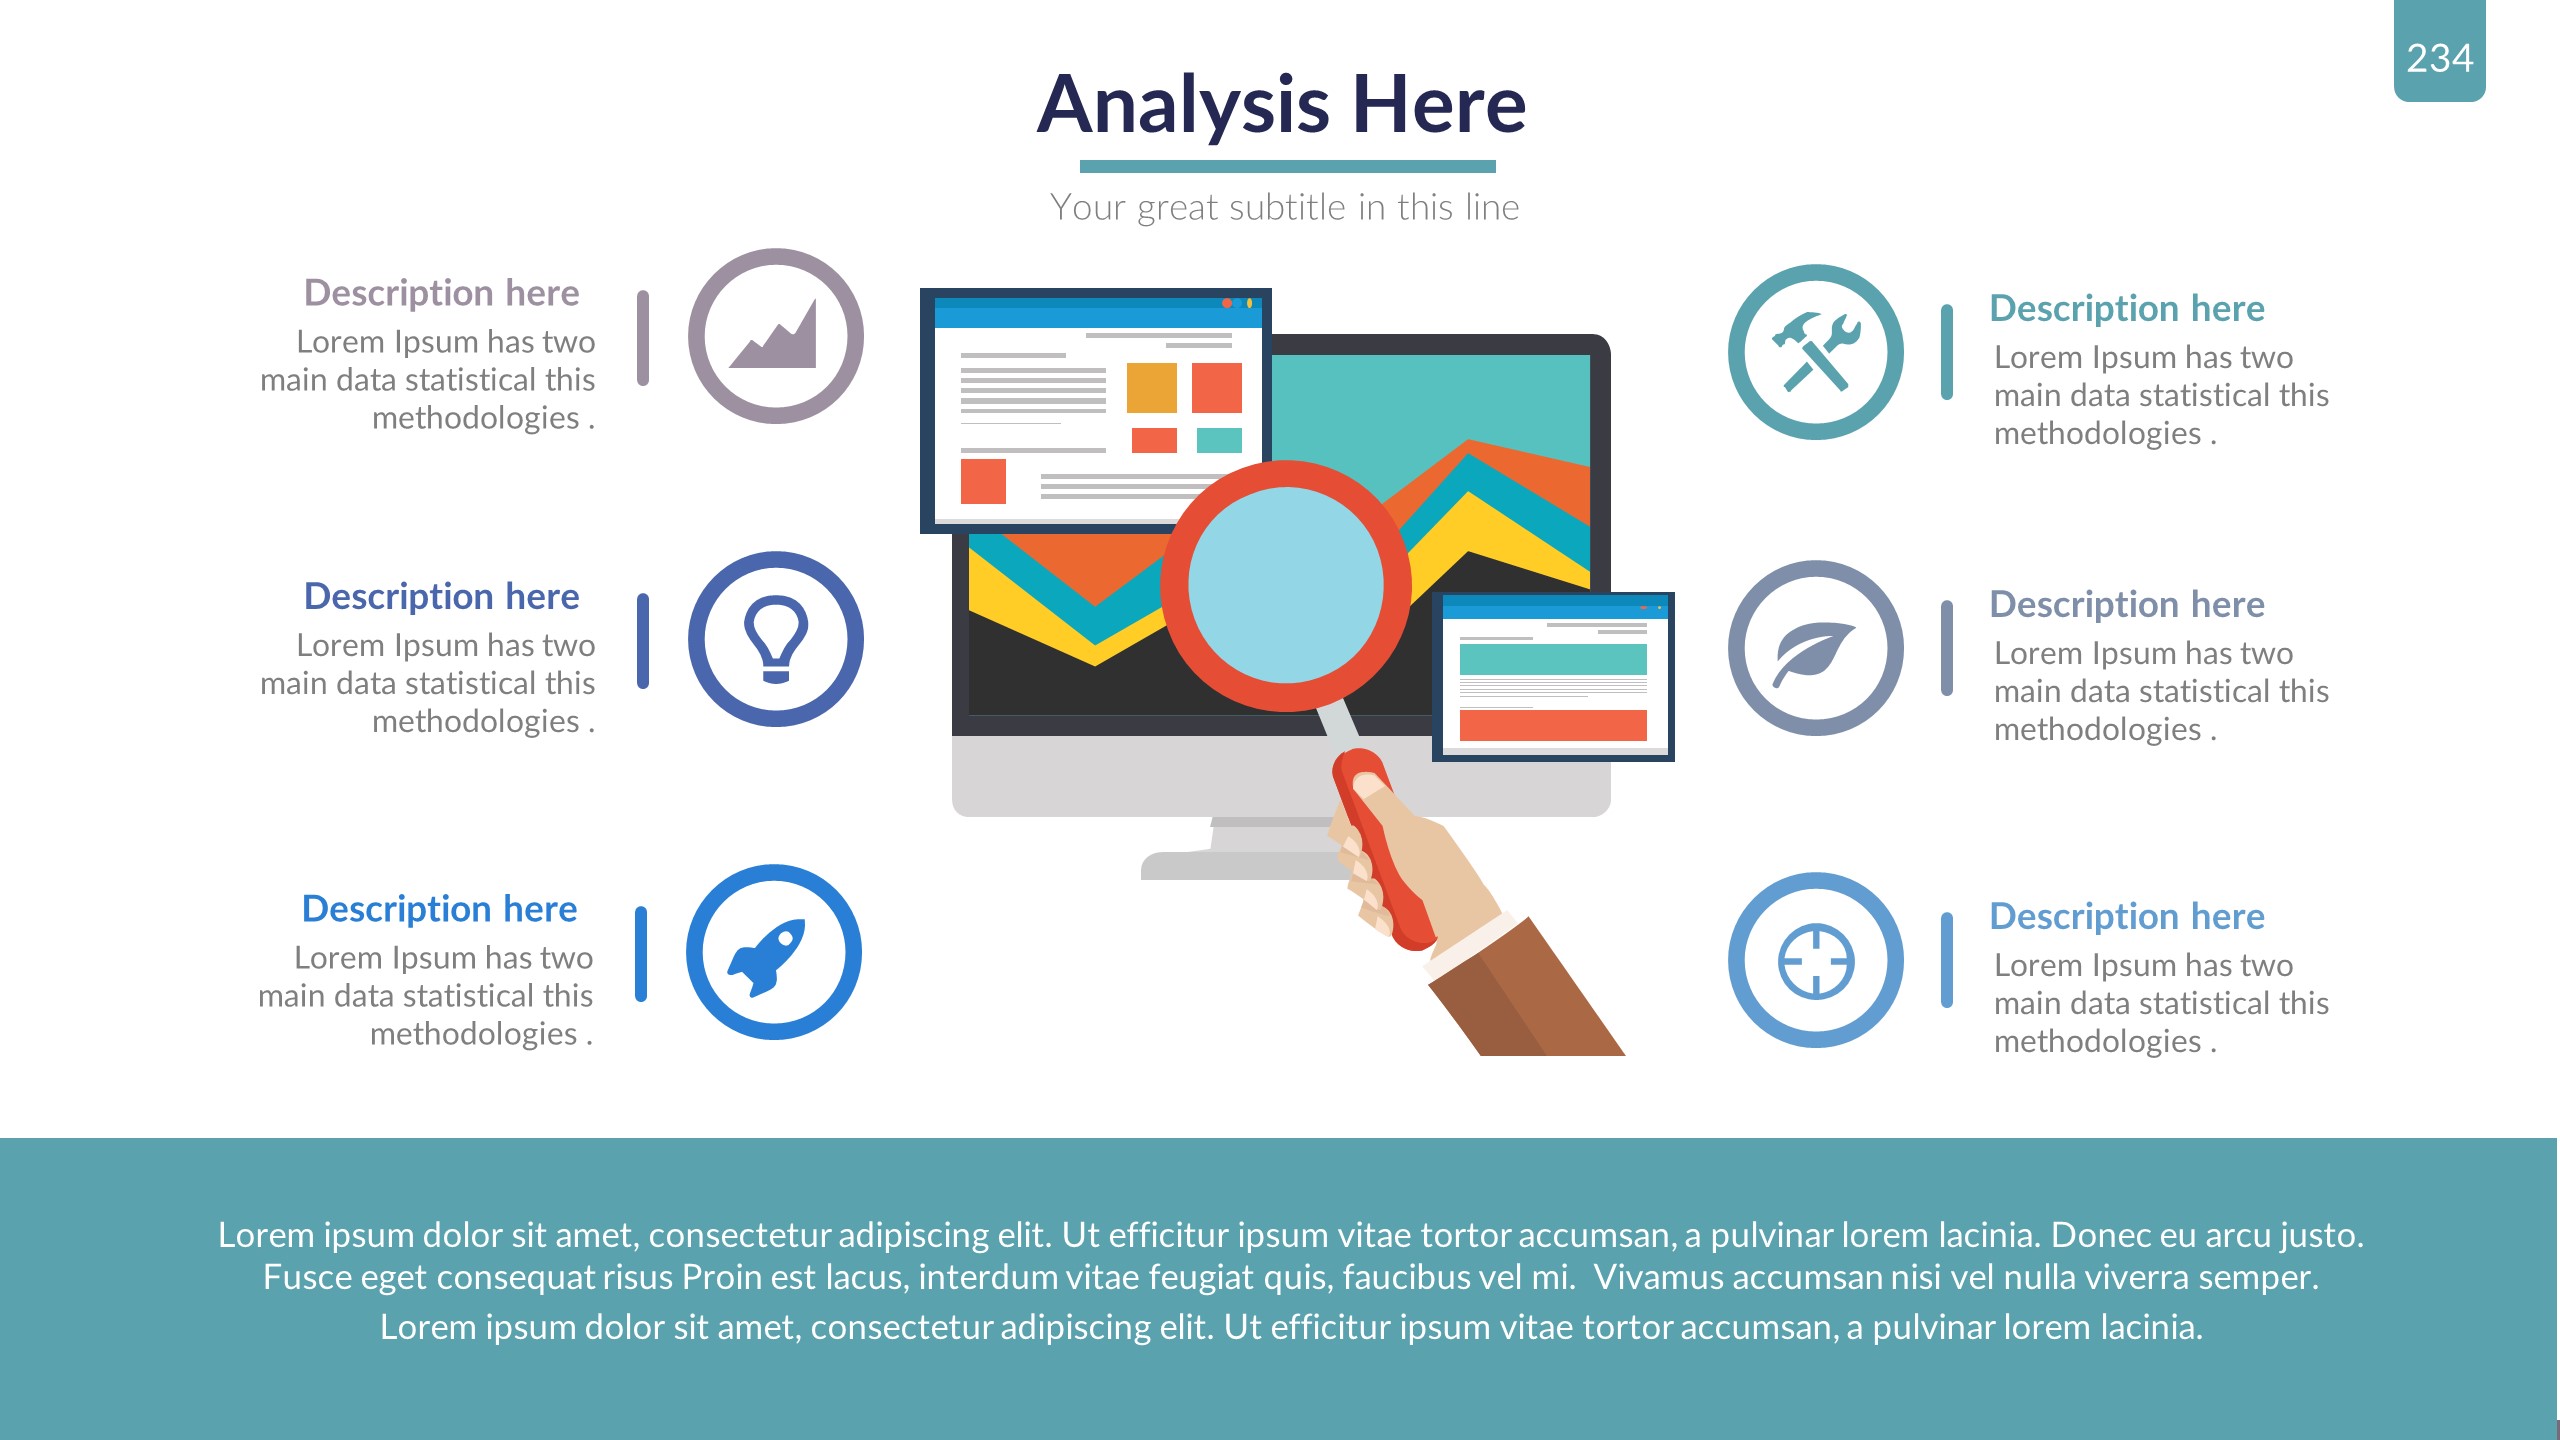 234
Analysis Here
Your great subtitle in this line
Description here
Lorem Ipsum has two
main data statistical this
methodologies .
Description here
Lorem Ipsum has two
main data statistical this
methodologies .
Description here
Lorem Ipsum has two
main data statistical this
methodologies .
Description here
Lorem Ipsum has two
main data statistical this
methodologies .
Description here
Lorem Ipsum has two
main data statistical this
methodologies .
Description here
Lorem Ipsum has two
main data statistical this
methodologies .
Lorem ipsum dolor sit amet, consectetur adipiscing elit. Ut efficitur ipsum vitae tortor accumsan, a pulvinar lorem lacinia. Donec eu arcu justo.
Fusce eget consequat risus Proin est lacus, interdum vitae feugiat quis, faucibus vel mi.  Vivamus accumsan nisi vel nulla viverra semper.
Lorem ipsum dolor sit amet, consectetur adipiscing elit. Ut efficitur ipsum vitae tortor accumsan, a pulvinar lorem lacinia.